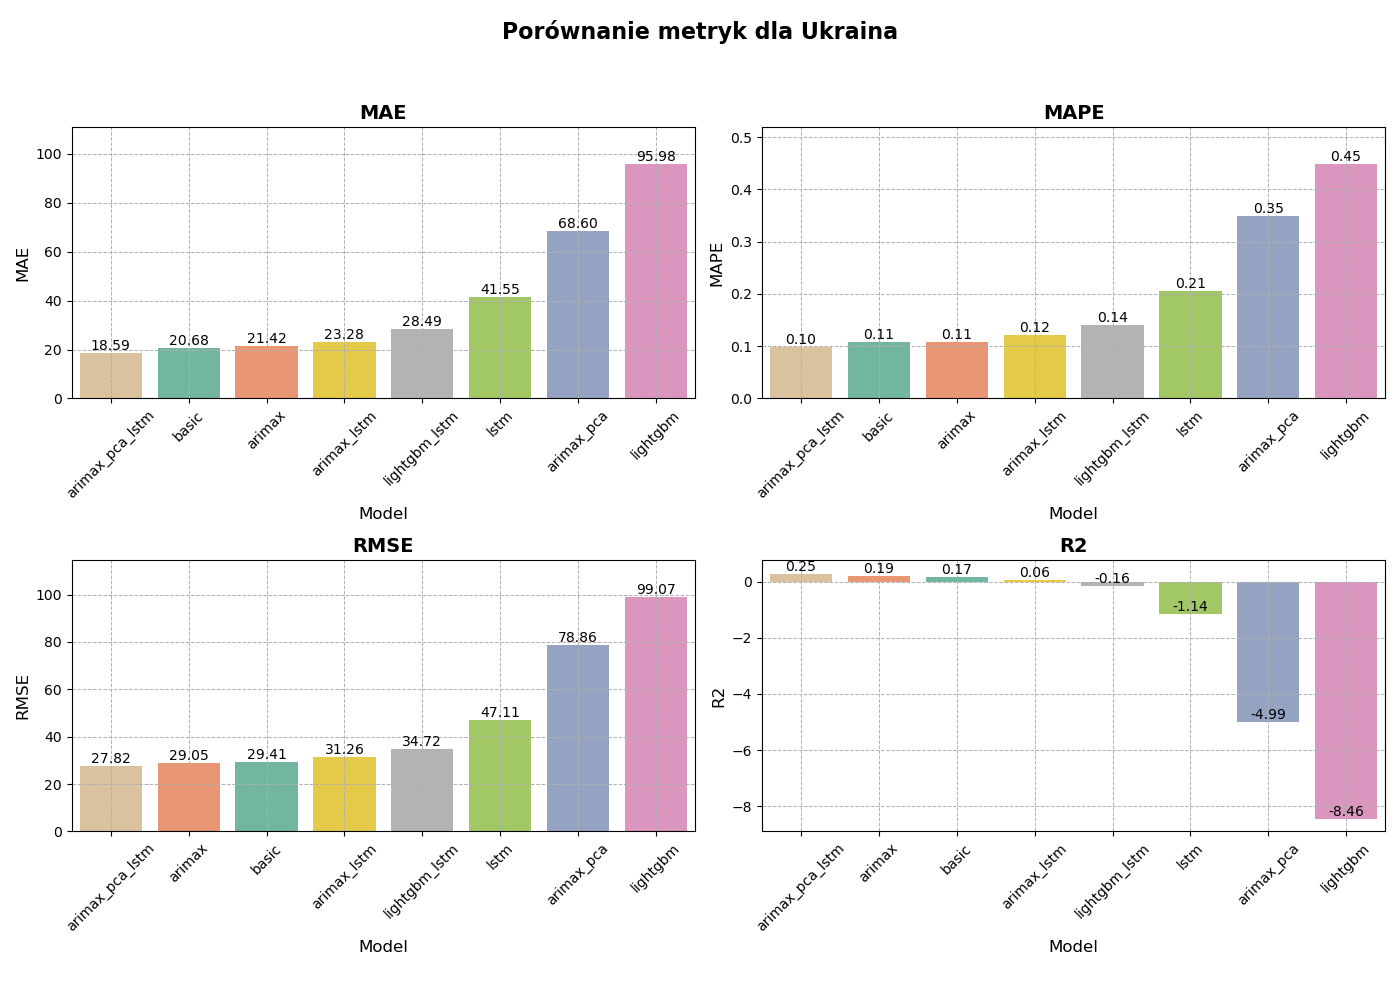 Porównanie metryk dla Ukraina
MAE
MAE
100
80
60
40
20
0
18.59
20.68
21.42
23.28
28.49
41.55
68.60
95.98
arimax_pca_lstm
basic
arimax
arimax_lstm
lightgbm_lstm
lstm
arimax_pca
lightgbm
Model
MAPE
MAPE
0.5
0.4
0.3
0.2
0.1
0.0
0.10
0.11
0.11
0.12
0.14
0.21
0.35
0.45
arimax_pca_lstm
basic
arimax
arimax_lstm
lightgbm_lstm
lstm
arimax_pca
lightgbm
Model
RMSE
RMSE
100
80
60
40
20
0
27.82
29.05
29.41
31.26
34.72
47.11
78.86
99.07
arimax_pca_lstm
arimax
basic
arimax_lstm
lightgbm_lstm
lstm
arimax_pca
lightgbm
Model
R2
R2
0
−2
−4
−6
−8
0.25
0.19
0.17
0.06
-0.16
-1.14
-4.99
-8.46
arimax_pca_lstm
arimax
basic
arimax_lstm
lightgbm_lstm
lstm
arimax_pca
lightgbm
Model